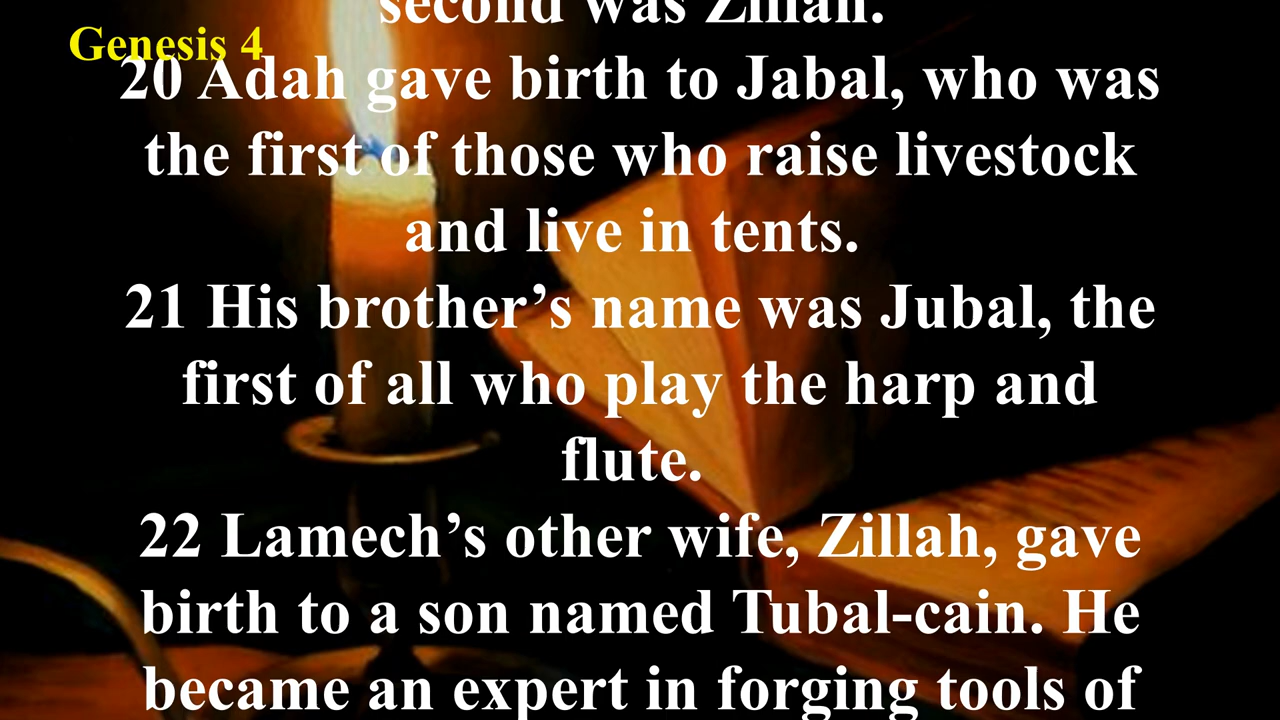 second was Zillah.
Genesis 4
20 Adah gave birth to Jabal, who was
the first of those who raise livestock
and live in tents.
21 His brother’s name was Jubal, the
first of all who play the harp and
flute.
22 Lamech’s other wife, Zillah, gave
birth to a son named Tubal-cain. He
became an expert in forging tools of